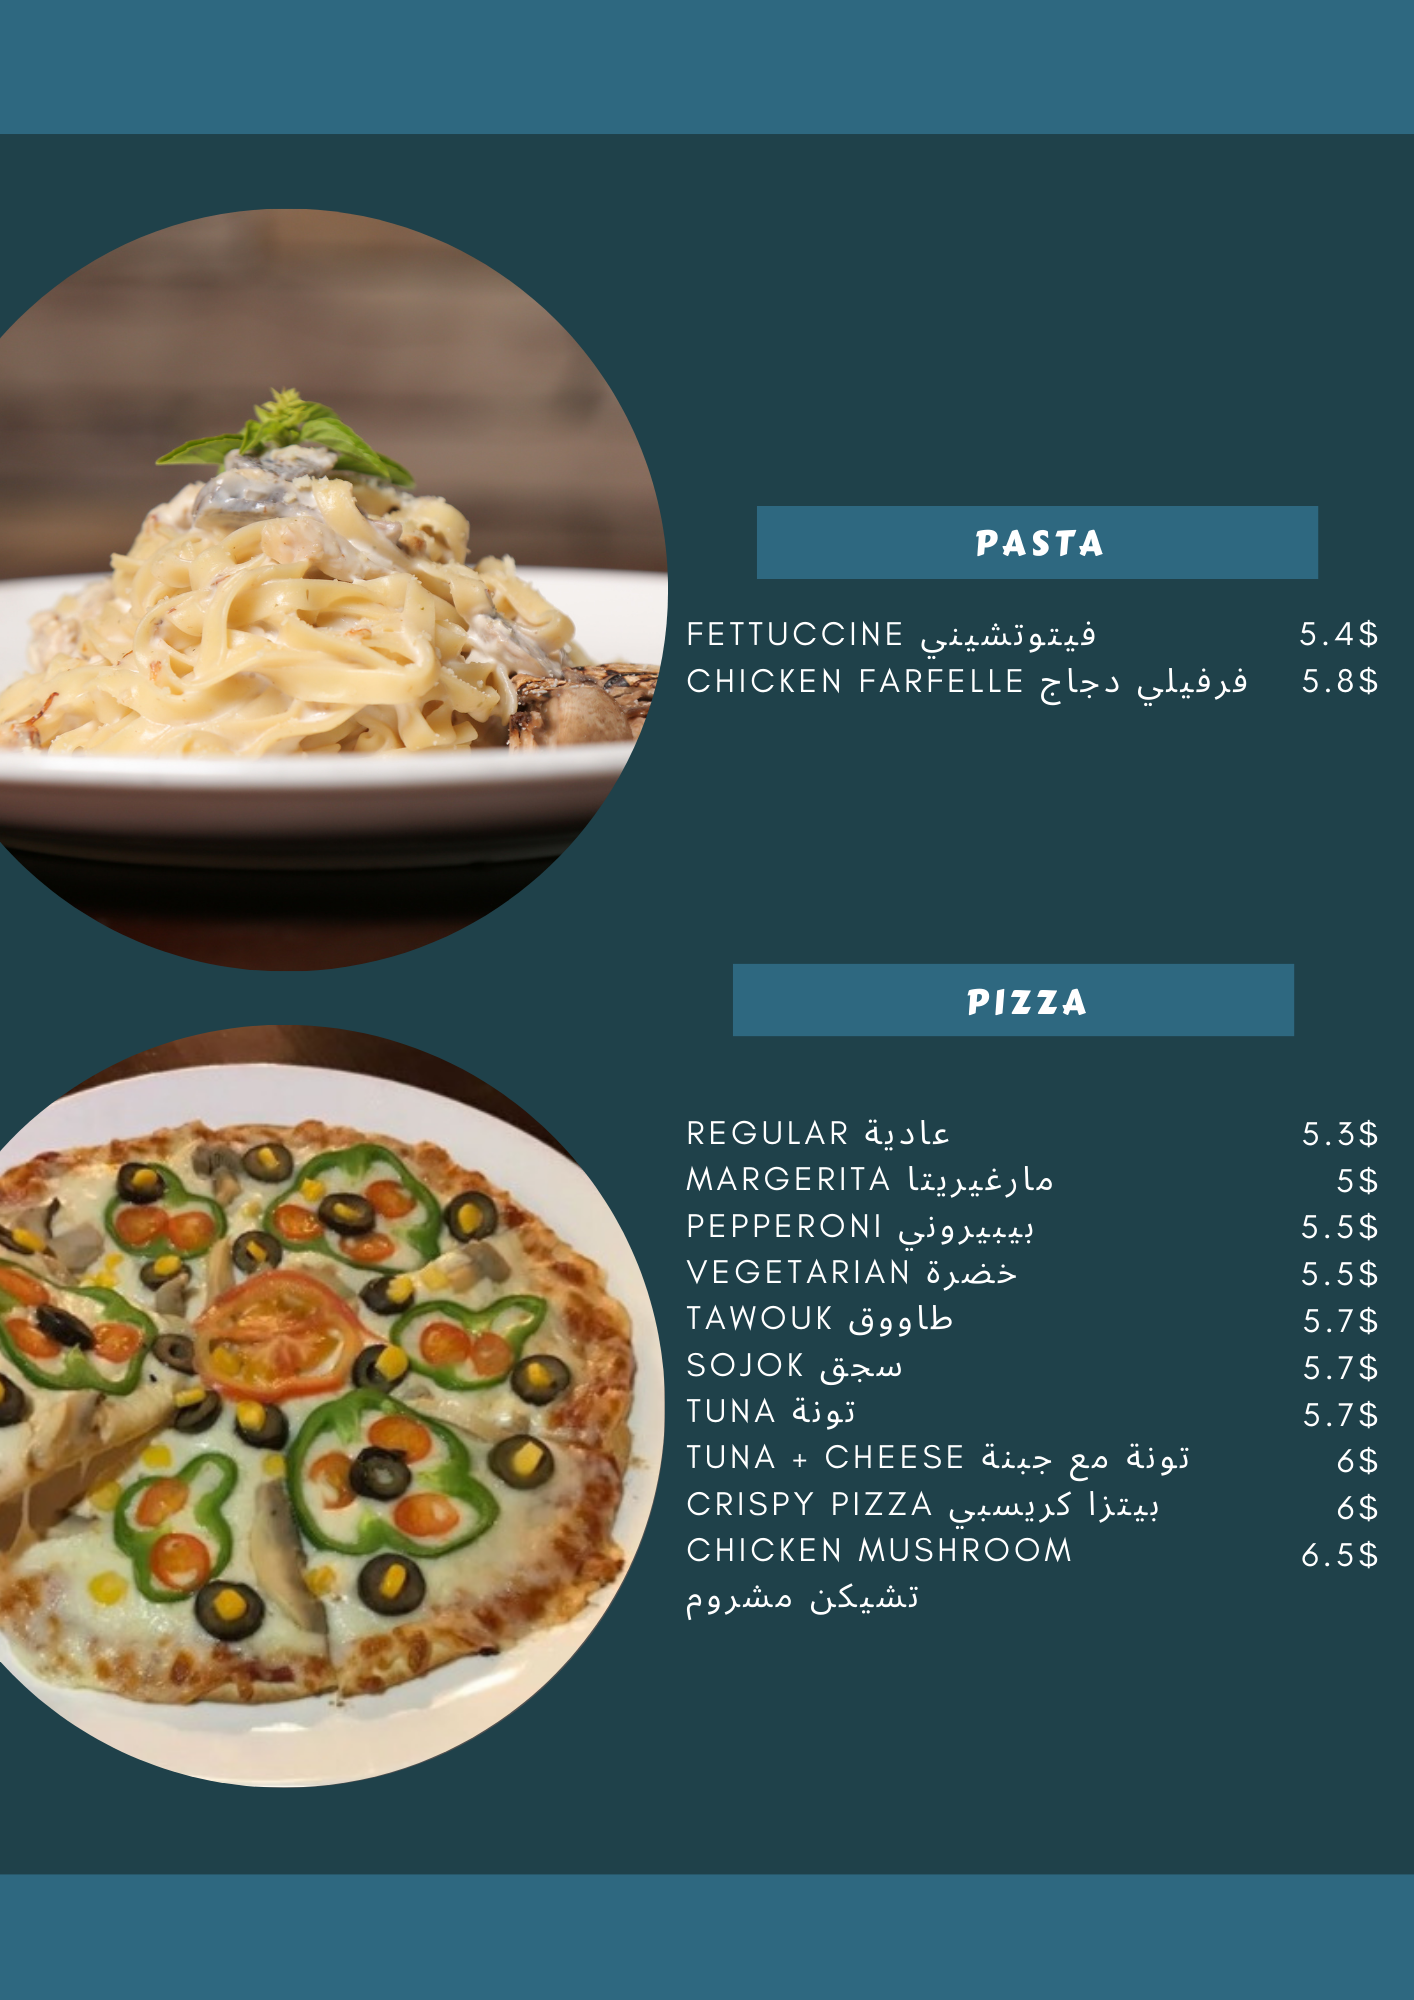 PASTA
FETTUCCINE فيتوتشيني 5.4$
CHICKEN FARFELLE فرفيلي دجاج 5.8$
PIZZA
REGULAR عادية 5.3$
MARGERITA مارغيريتا 5$
PEPPERONI بيبيروني 5.5$
VEGETARIAN خضرة 5.5$
TAWOUK طاووق 5.7$
SOJOK سجق 5.7$
TUNA تونة 5.7$
TUNA + CHEESE تونة مع جبنة 6$
CRISPY PIZZA بيتزا كريسبي 6$
CHICKEN MUSHROOM 6.5$
تشيكن مشروم